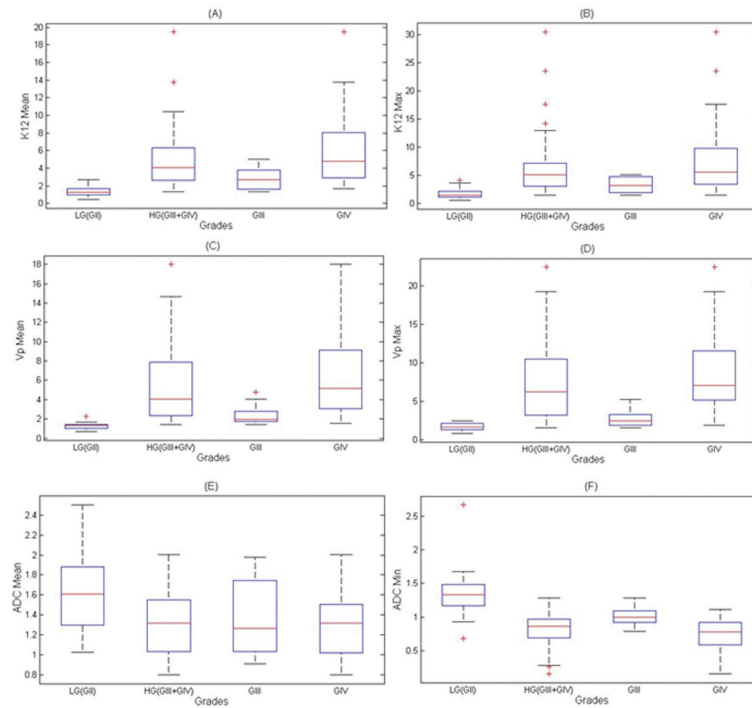 (A)
K12 Mean
20
18
16
14
12
10
8
6
4
2
0
LG(GII) HG(GIII+GIV) GIII GIV
Grades
(B)
K12 Max
30
25
20
15
10
5
0
LG(GII) HG(GIII+GIV) GIII GIV
Grades
(C)
Vp Mean
18
16
14
12
10
8
6
4
2
0
LG(GII) HG(GIII+GIV) GIII GIV
Grades
(D)
Vp Max
20
15
10
5
0
LG(GII) HG(GIII+GIV) GIII GIV
Grades
(E)
ADC Mean
2.4
2.2
2
1.8
1.6
1.4
1.2
1
0.8
LG(GII) HG(GIII+GIV) GIII GIV
Grades
(F)
ADC Min
2.5
2
1.5
1
0.5
LG(GII) HG(GIII+GIV) GIII GIV
Grades